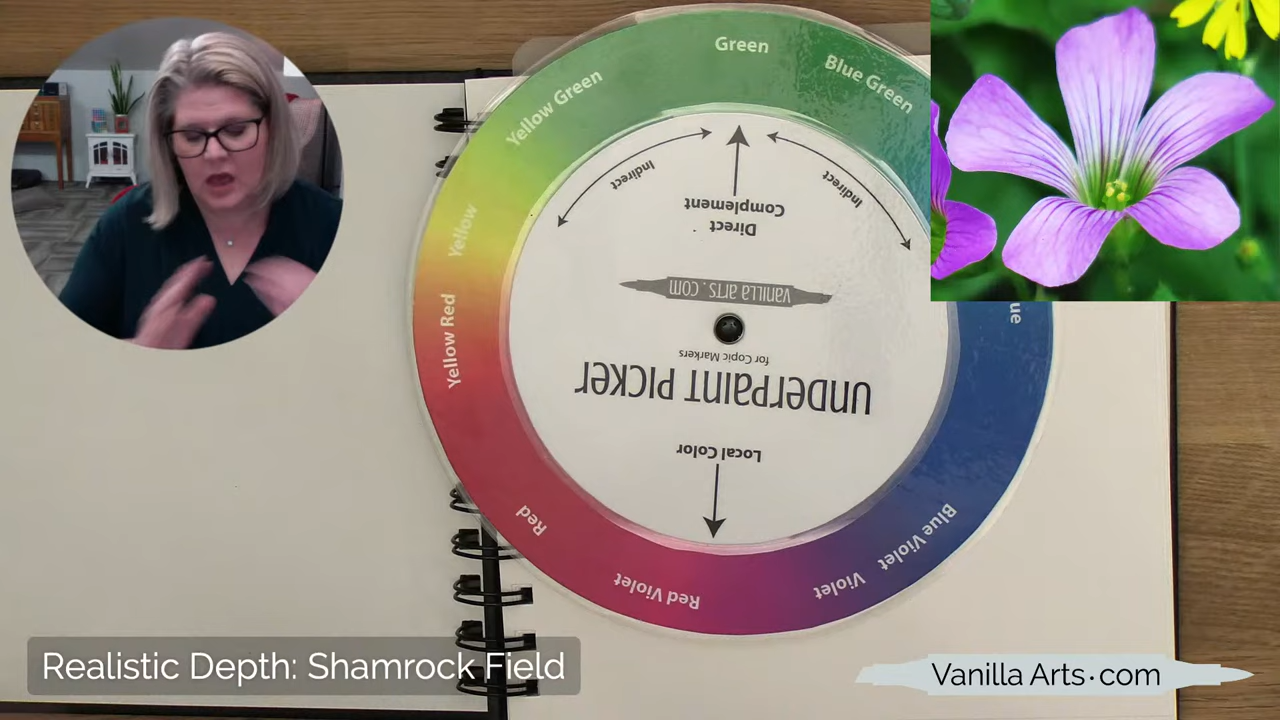 Green
Blue Green
Yellow Green
Yellow
Yellow Red
Red
Red Violet
Violet
Blue Violet
ue
Indirect
Indirect
Direct
Complement
vanilla arts . com
underpaint picker
for Copic Markers
Local Color
Realistic Depth: Shamrock Field
Vanilla Arts·com